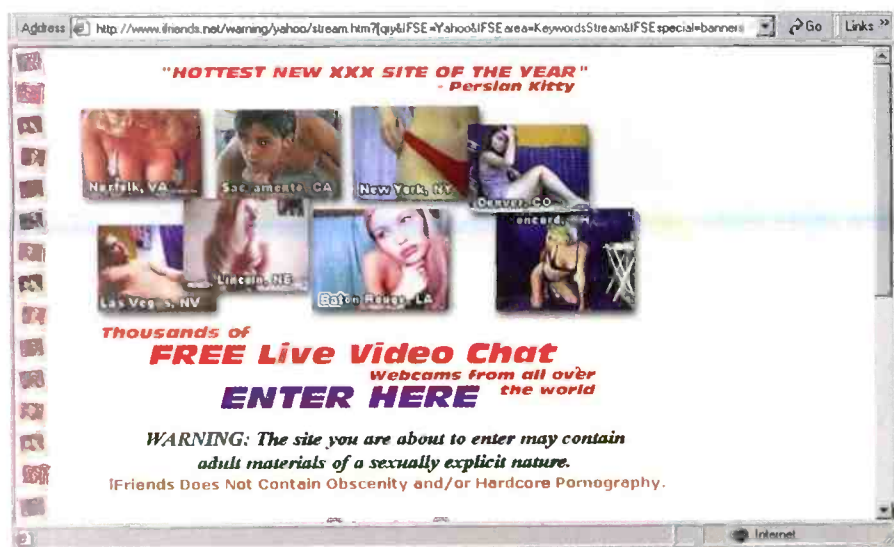 Address http://www.ifriends.net/warning/yahoo/stream.htm?[qry&IFSE=Yahoo&IFSEarea=KeywordsStream&IFSEspecial=banners Go Links »
"HOTTEST NEW XXX SITE OF THE YEAR"
- Persian Kitty
Norfolk, VA
Sacramento, CA
New York, NY
Denver, CO
Las Vegas, NV
Lincoln, NE
Baton Rouge, LA
Thousands of
FREE Live Video Chat
Webcams from all over
the world
ENTER HERE
WARNING: The site you are about to enter may contain
adult materials of a sexually explicit nature.
iFriends Does Not Contain Obscenity and/or Hardcore Pornography.
Internet